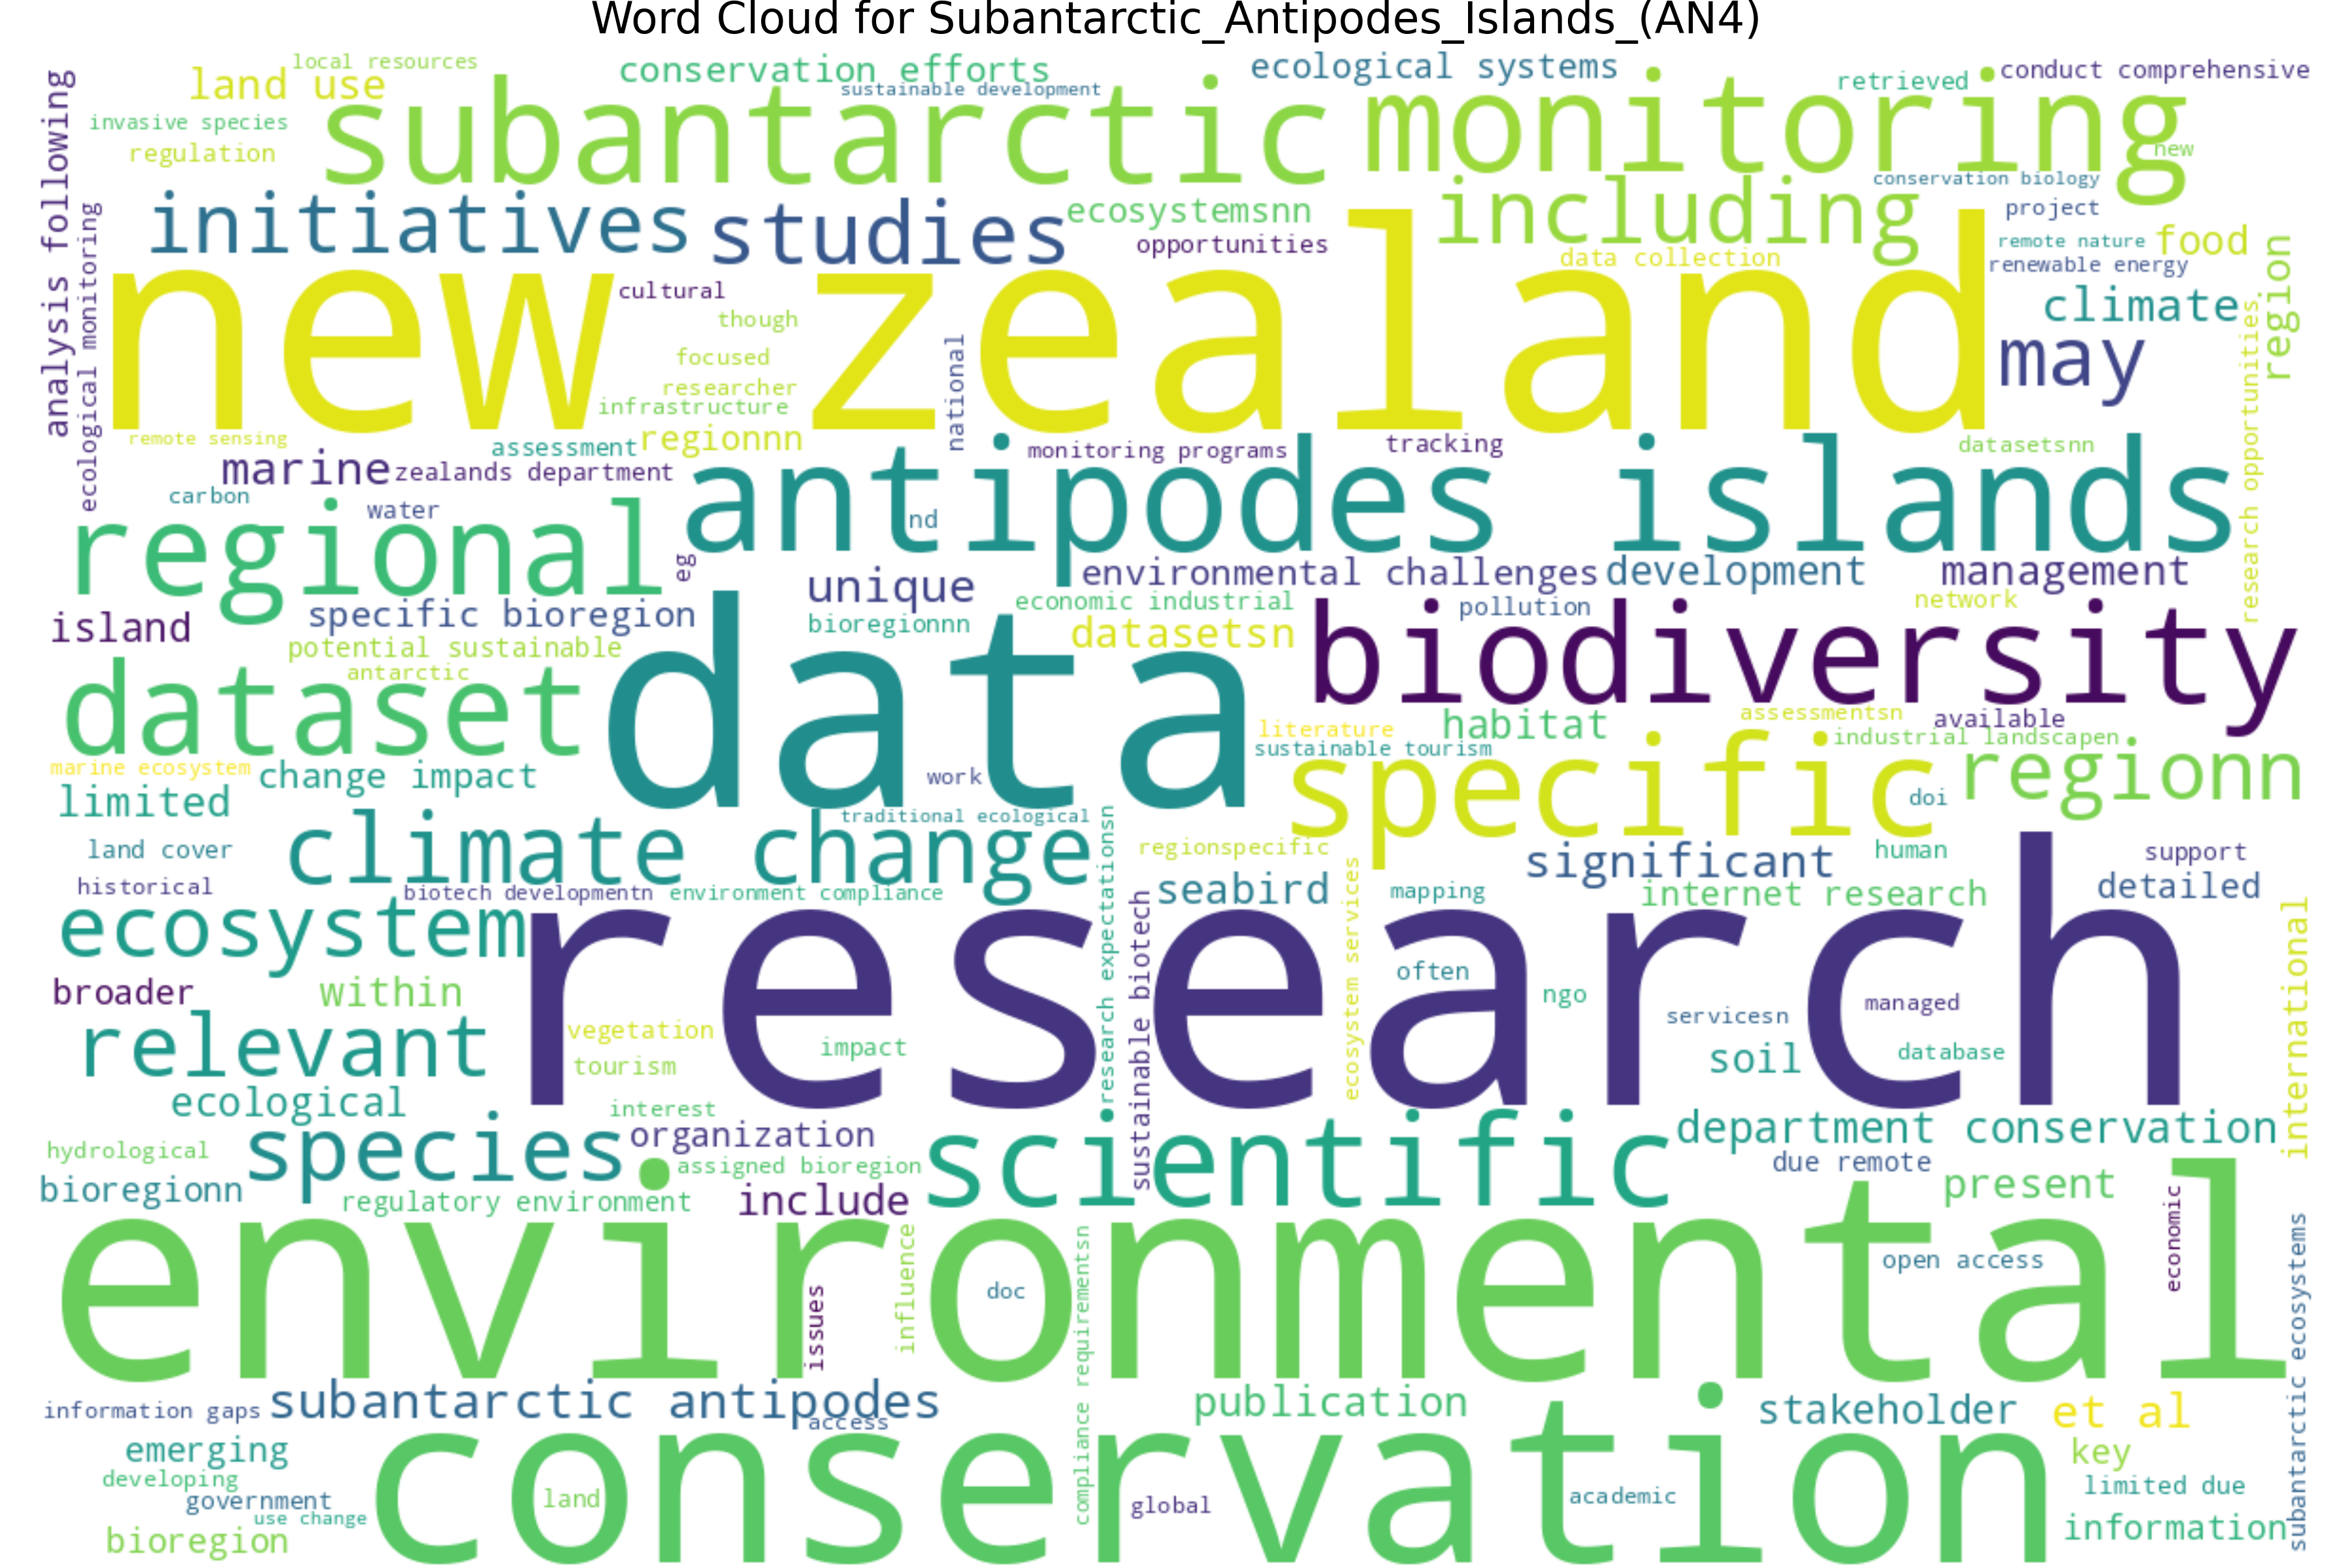 Word Cloud for Subantarctic_Antipodes_Islands_(AN4)
local resources
conservation efforts
ecological systems
conduct comprehensive
land use
sustainable development
retrieved
subantarctic
monitoring
invasive species
regulation
new
analysis following
ecological monitoring
initiatives
studies
ecosystemsnn
opportunities
including
conservation biology
project
remote nature
food
data collection
renewable energy
region
new zealand
cultural
though
focused
researcher
infrastructure
national
climate
may
research opportunities
remote sensing
assessment
regionnn
monitoring programs
tracking
datasetsnn
marine
zealands department
antipodes islands
carbon
water
nd
regional
eg
unique
environmental challenges
development
management
island
specific bioregion
bioregionnn
economic industrial
pollution
network
potential sustainable
datasetsn
biodiversity
antarctic
dataset
data
literature
habitat
assessmentsn
available
sustainable tourism
industrial landscapen
marine ecosystem
change impact
work
specific
regionn
limited
doi
climate change
traditional ecological
land cover
regionspecific
significant
human
support
historical
biotech developmentn
environment compliance
research expectationsn
seabird
mapping
internet research
detailed
ecosystem
research
sustainable biotech
ecosystem services
international
broader
within
often
ngo
managed
servicesn
relevant
vegetation
impact
tourism
soil
database
ecological
interest
species
organization
scientific
department conservation
hydrological
assigned bioregion
due remote
bioregionn
regulatory environment
include
present
environmental
influence
issues
doc
compliance requirementsn
open access
economic
subantarctic ecosystems
information gaps
subantarctic antipodes
access
publication
stakeholder
et al
emerging
key
developing
conservation
government
land
global
academic
limited due
use change
bioregion
information